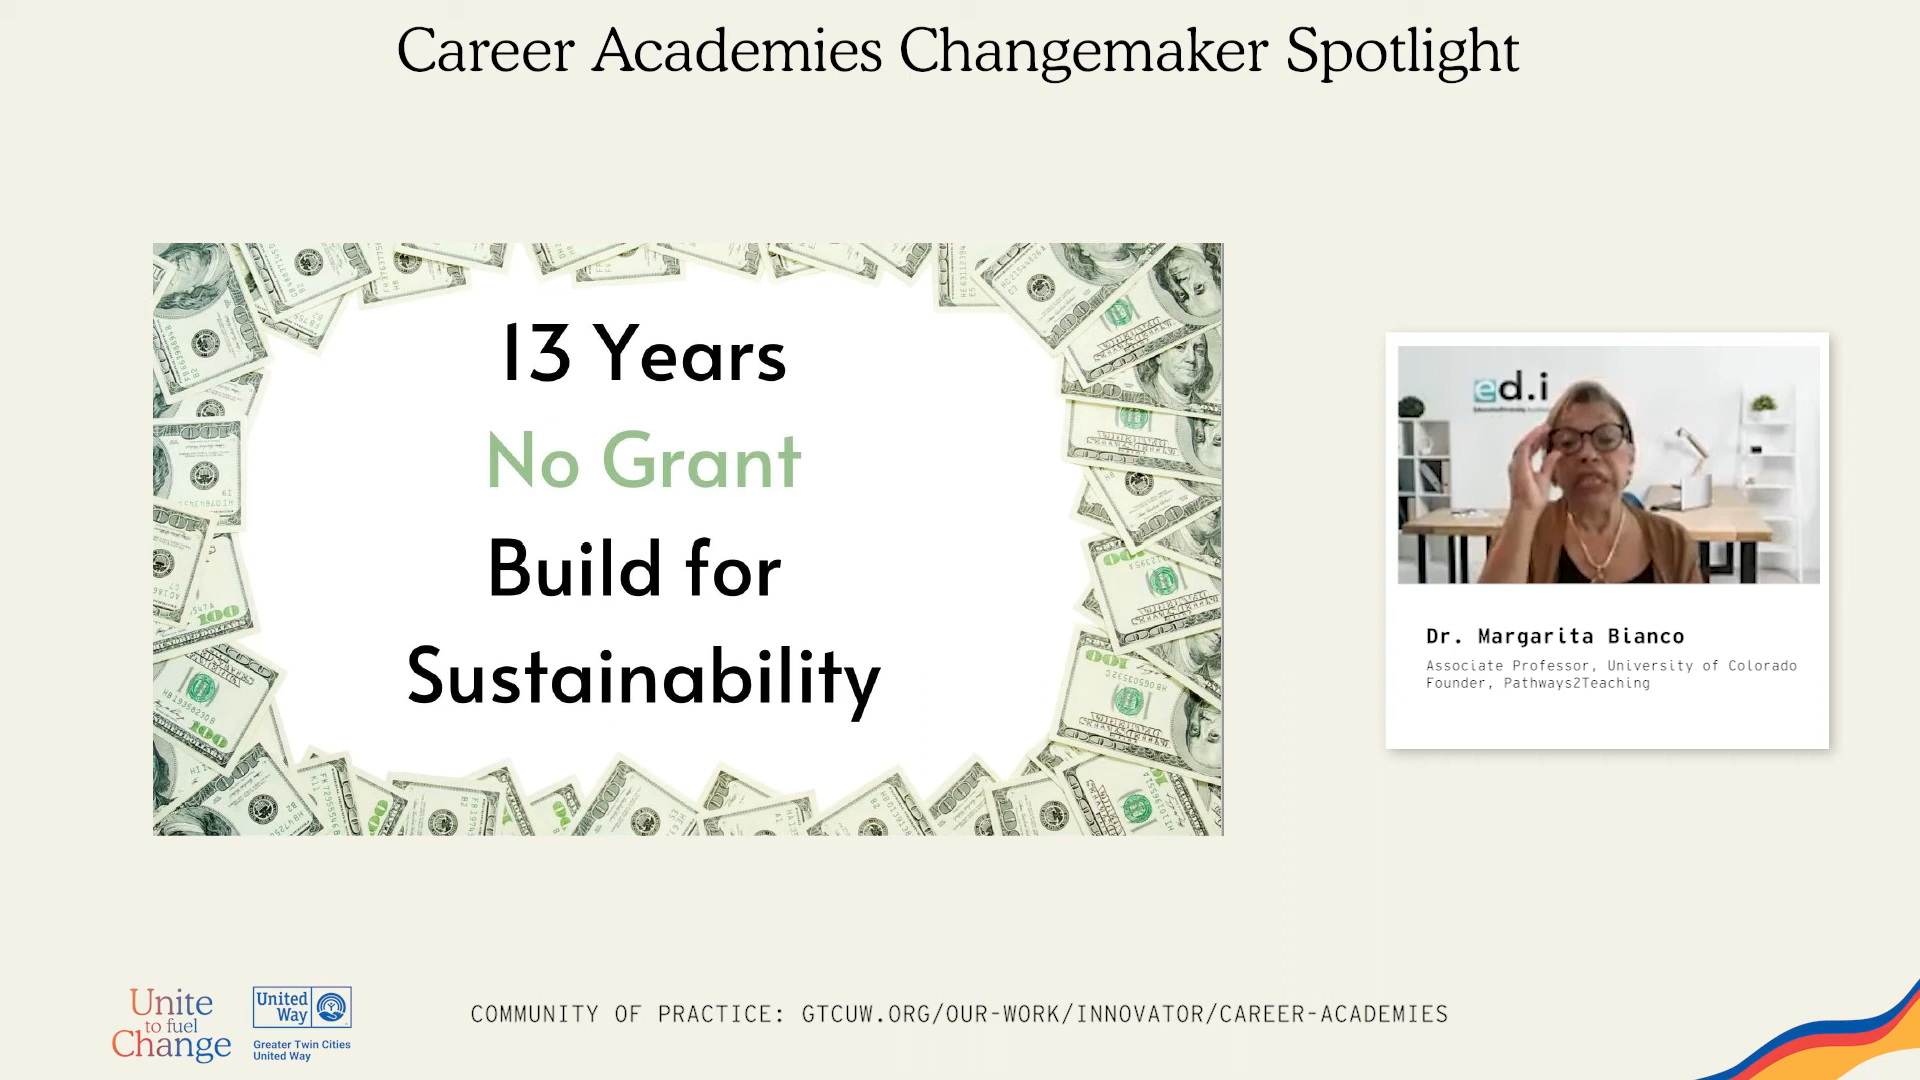 Career Academies Changemaker Spotlight
13 Years
No Grant
Build for
Sustainability
ed.i
Dr. Margarita Bianco
Associate Professor, University of Colorado
Founder, Pathways2Teaching
Unite
to fuel
Change
United
Way
Greater Twin Cities
United Way
COMMUNITY OF PRACTICE: GTCUW.ORG/OUR-WORK/INNOVATOR/CAREER-ACADEMIES